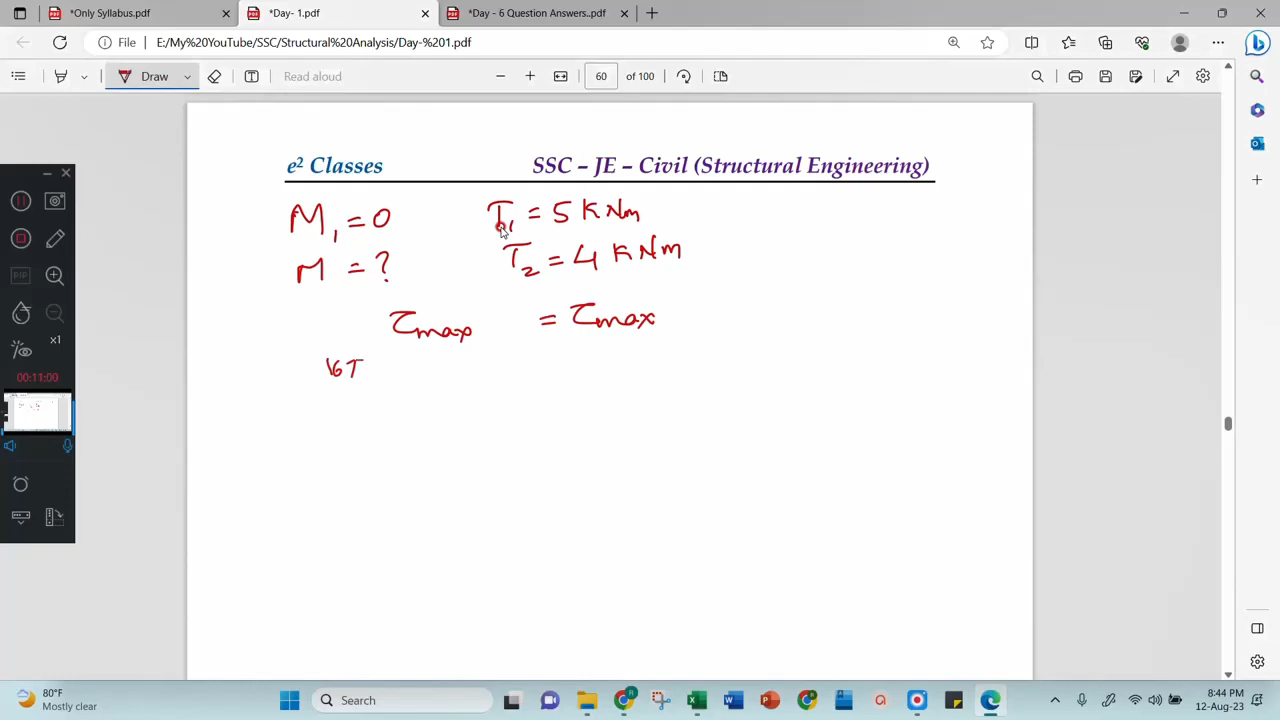 *Only Syllabus.pdf
*Day- 1.pdf
*Day - 6 Question Answers..pdf
File E:/My%20YouTube/SSC/Structural%20Analysis/Day-%201.pdf
Draw Read aloud 60 of 100
e² Classes SSC – JE – Civil (Structural Engineering)
M₁ = 0 T₁ = 5 KNm
M = ? T₂ = 4 KNm
τmax = τmax
16T
PIP
x1
00:11:00
80°F
Mostly clear
Search
8:44 PM
12-Aug-23